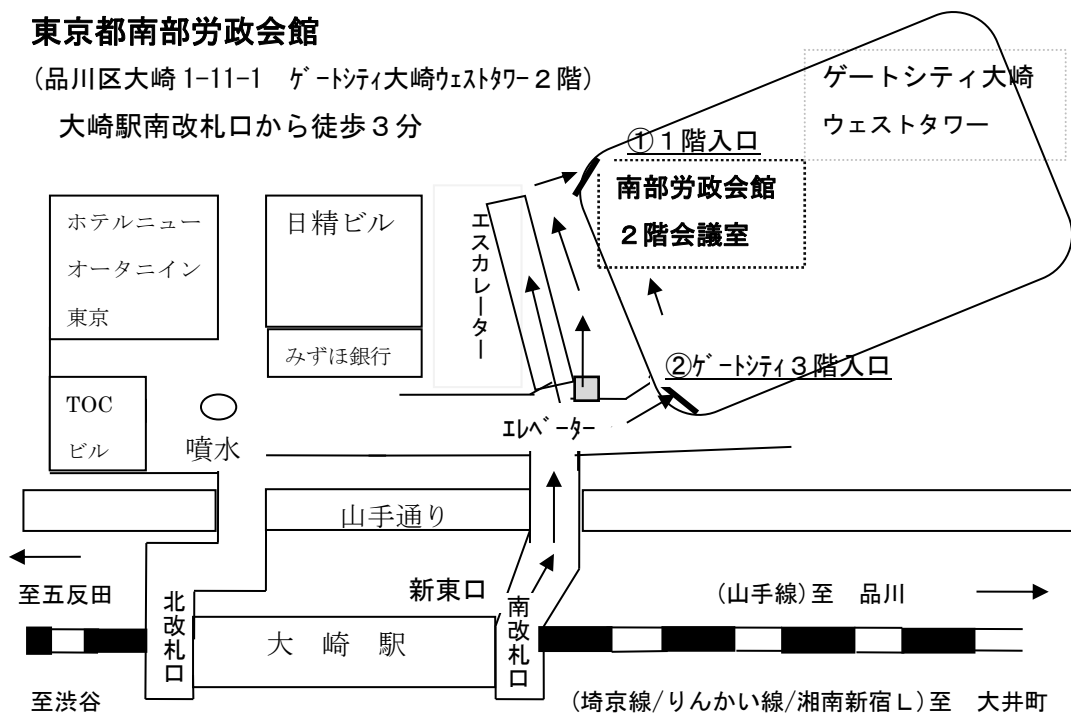 東京都南部労政会館
(品川区大崎 1-11-1 ｹﾞｰﾄｼﾃｨ大崎ｳｪｽﾄﾀﾜｰ２階)
大崎駅南改札口から徒歩３分
ゲートシティ大崎
ウェストタワー
①１階入口
南部労政会館
２階会議室
ホテルニュー
オータニイン
東京
日精ビル
みずほ銀行
エスカレーター
②ｹﾞｰﾄｼﾃｨ３階入口
TOC
ビル
噴水
ｴﾚﾍﾞｰﾀｰ
山手通り
至五反田
北改札口
新東口
南改札口
(山手線)至　品川
大　崎　駅
至渋谷
(埼京線/りんかい線/湘南新宿Ｌ)至　大井町